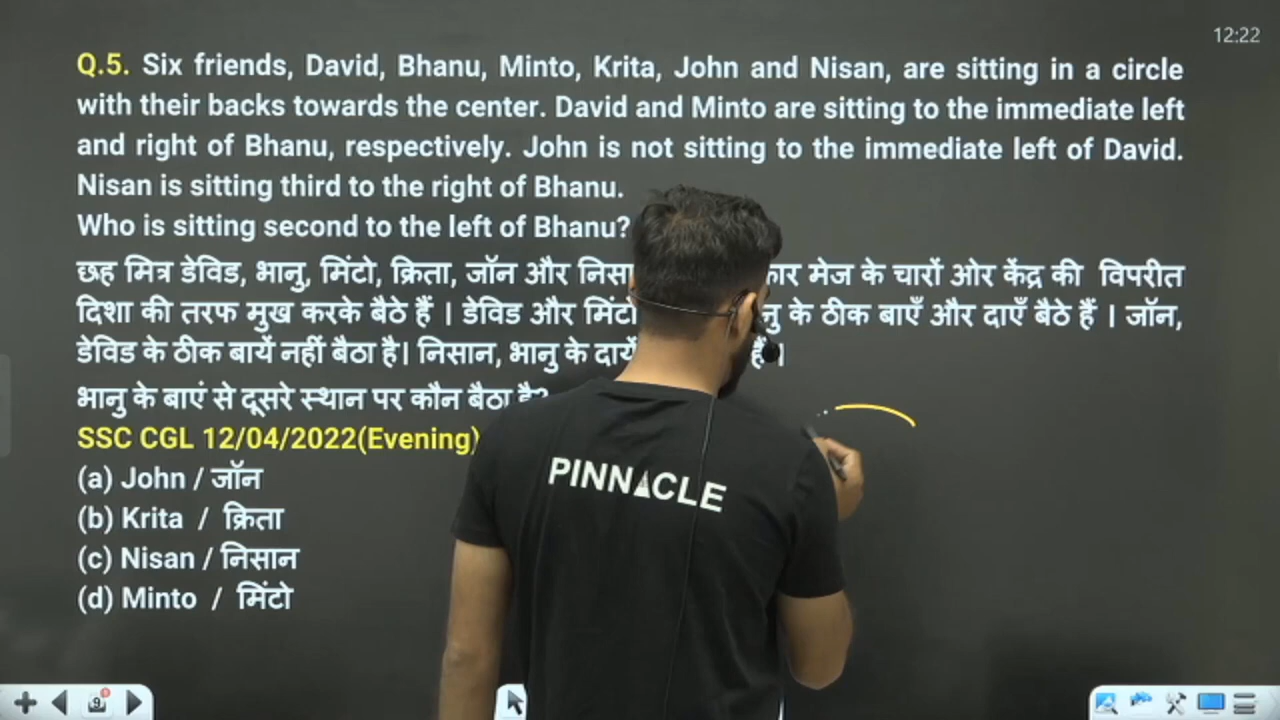 12:22
Q.5. Six friends, David, Bhanu, Minto, Krita, John and Nisan, are sitting in a circle
with their backs towards the center. David and Minto are sitting to the immediate left
and right of Bhanu, respectively. John is not sitting to the immediate left of David.
Nisan is sitting third to the right of Bhanu.
Who is sitting second to the left of Bhanu?
छह मित्र डेविड, भानु, मिंटो, क्रिता, जॉन और मेज के चारों ओर केंद्र की विपरीत
दिशा की तरफ मुख करके बैठे हैं । डेविड और के ठीक बाएँ और दाएँ बैठे हैं । जॉन,
डेविड के ठीक बायें नहीं बैठा है। निसान, भानु के हैं।
भानु के बाएं से दूसरे स्थान पर कौन बैठा है?
SSC CGL 12/04/2022(Evening)
(a) John / जॉन
(b) Krita / क्रिता
(c) Nisan / निसान
(d) Minto / मिंटो
PINNACLE